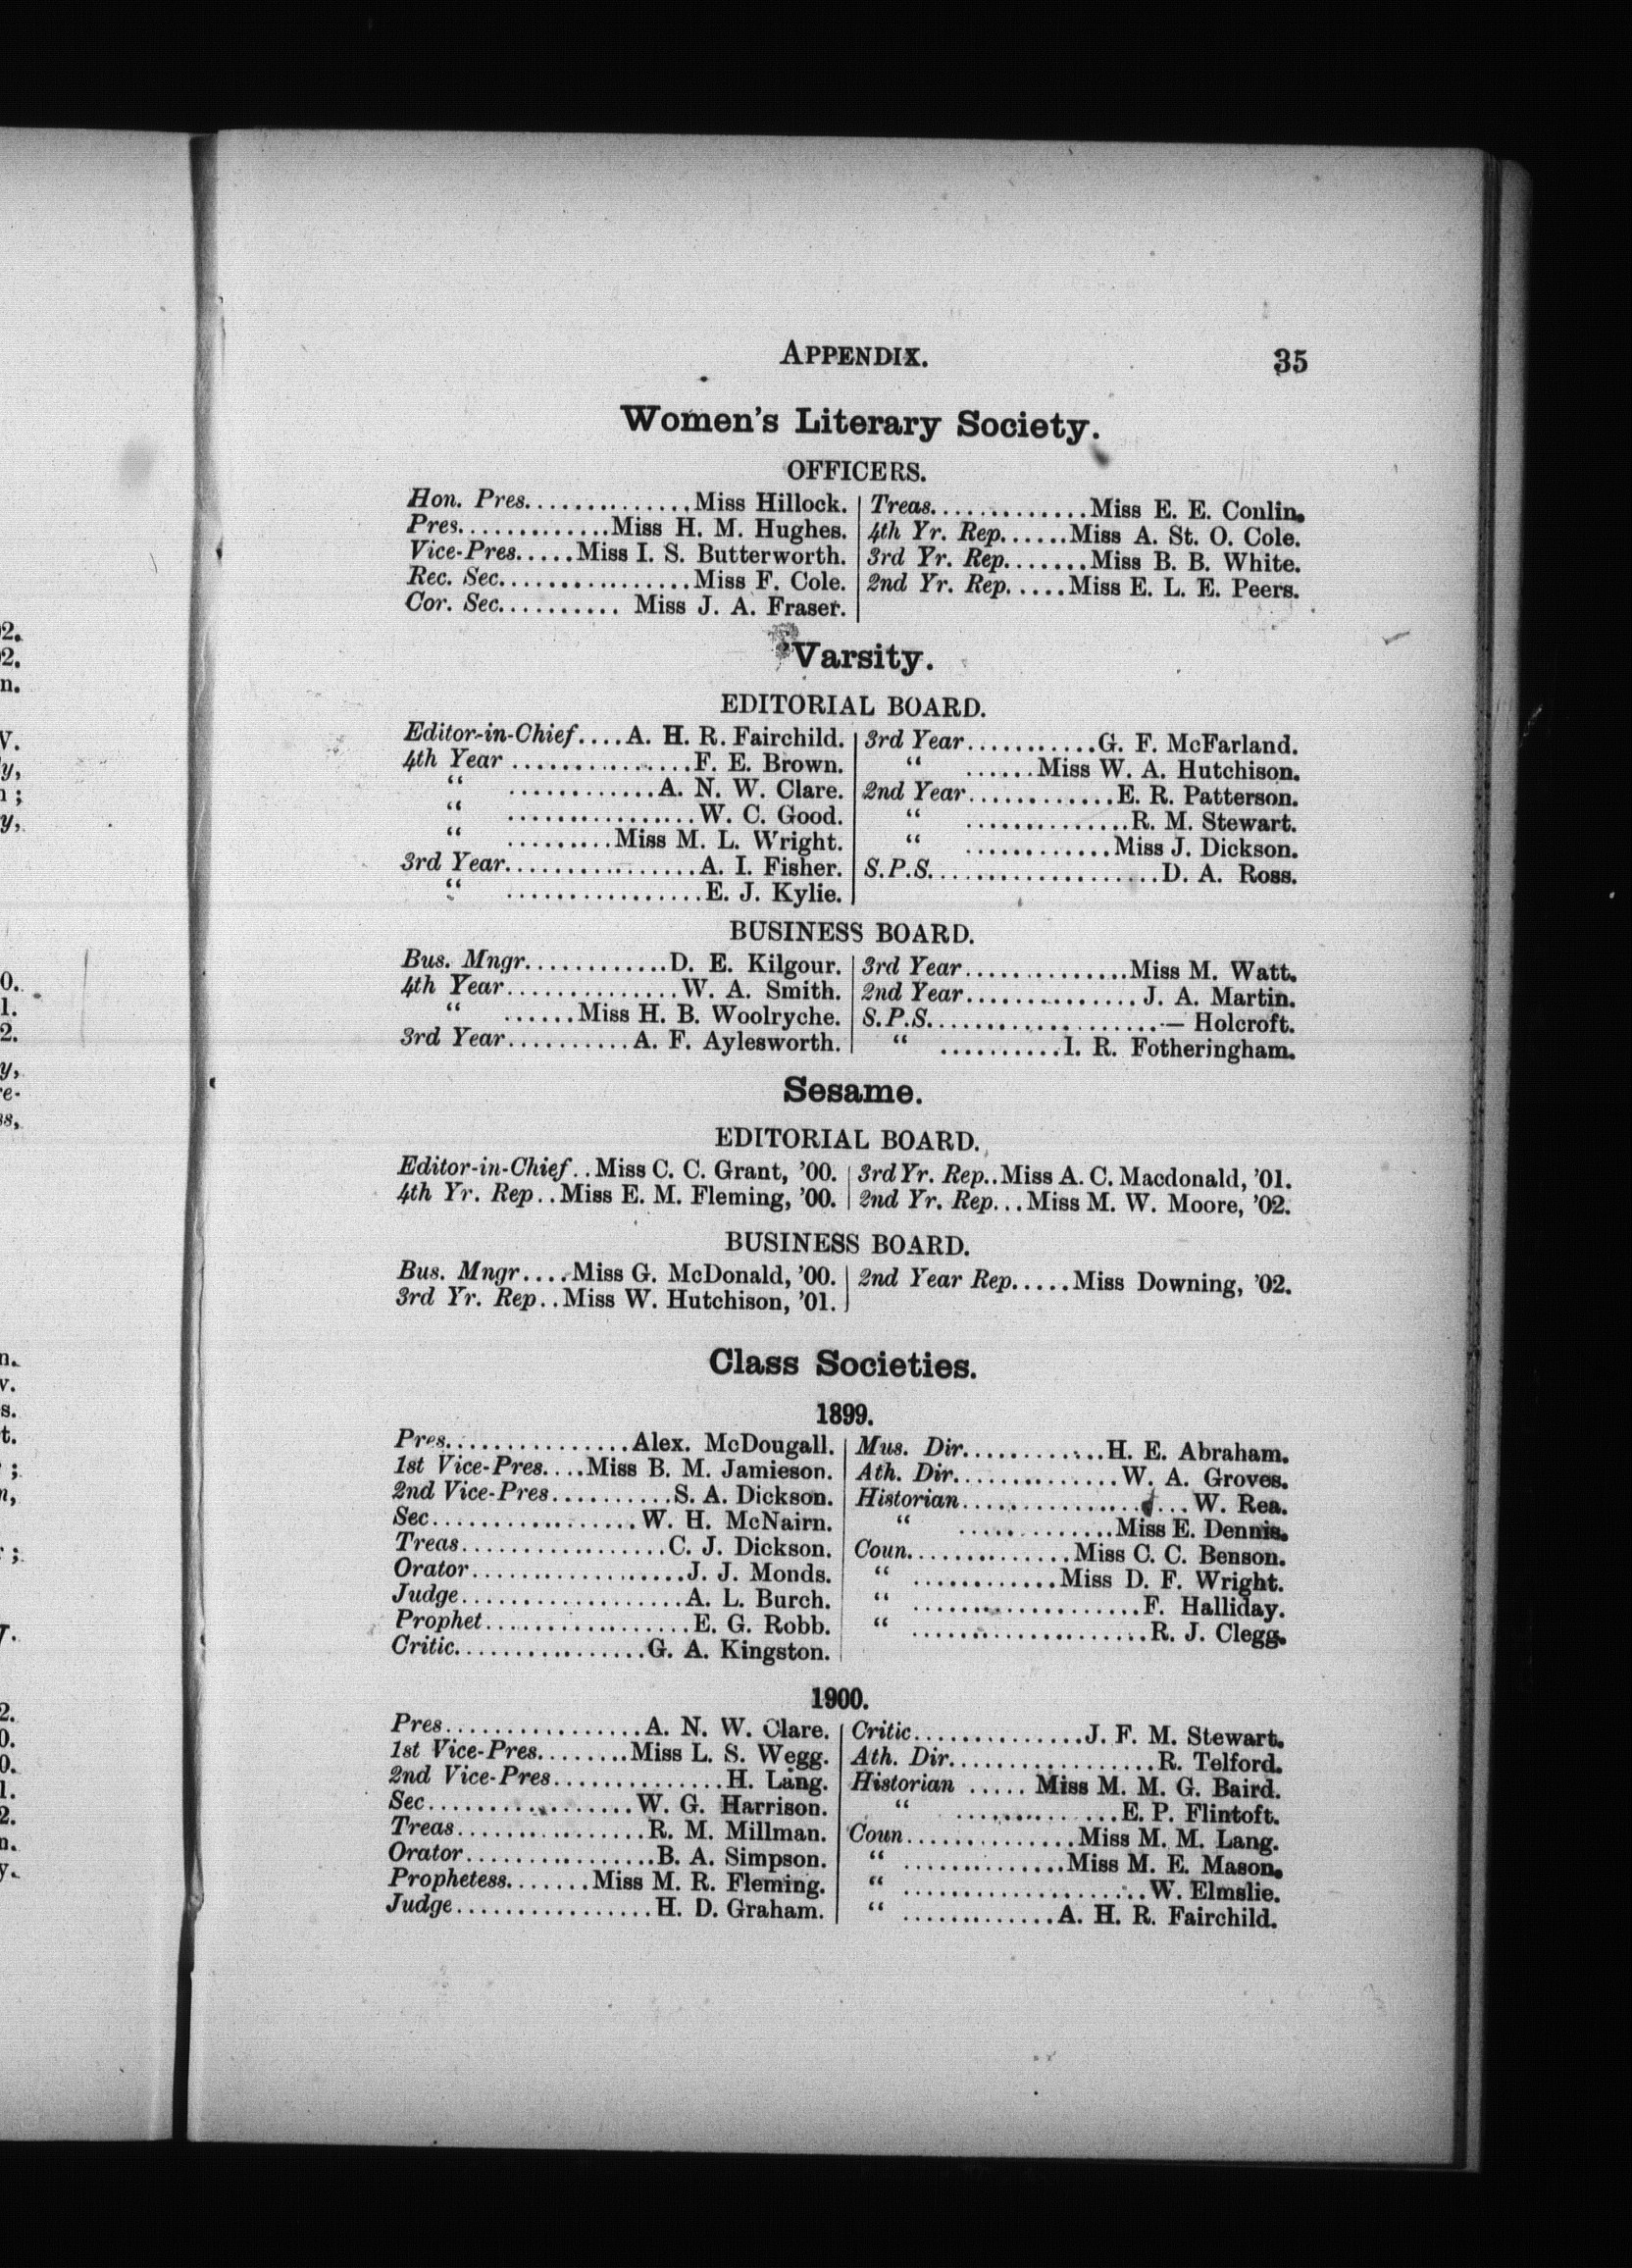 APPENDIX. 35
Women's Literary Society.
OFFICERS.
Hon. Pres..............Miss Hillock.
Pres.............Miss H. M. Hughes.
Vice-Pres.....Miss I. S. Butterworth.
Rec. Sec................Miss F. Cole.
Cor. Sec.......... Miss J. A. Fraser.
Treas.............Miss E. E. Conlin.
4th Yr. Rep......Miss A. St. O. Cole.
3rd Yr. Rep.......Miss B. B. White.
2nd Yr. Rep.....Miss E. L. E. Peers.
'Varsity.
EDITORIAL BOARD.
Editor-in-Chief....A. H. R. Fairchild.
4th Year ...............F. E. Brown.
“ ............A. N. W. Clare.
“ ................W. C. Good.
“ .........Miss M. L. Wright.
3rd Year................A. I. Fisher.
“ ................E. J. Kylie.
3rd Year...........G. F. McFarland.
“ ......Miss W. A. Hutchison.
2nd Year............E. R. Patterson.
“ ..............R. M. Stewart.
“ ............Miss J. Dickson.
S.P.S...................D. A. Ross.
BUSINESS BOARD.
Bus. Mngr............D. E. Kilgour.
4th Year..............W. A. Smith.
“ ......Miss H. B. Woolryche.
3rd Year..........A. F. Aylesworth.
3rd Year..............Miss M. Watt.
2nd Year............... J. A. Martin.
S.P.S....................— Holcroft.
“ ..........I. R. Fotheringham.
Sesame.
EDITORIAL BOARD.
Editor-in-Chief..Miss C. C. Grant, '00.
4th Yr. Rep..Miss E. M. Fleming, '00.
3rd Yr. Rep..Miss A. C. Macdonald, '01.
2nd Yr. Rep...Miss M. W. Moore, '02.
BUSINESS BOARD.
Bus. Mngr....Miss G. McDonald, '00.
3rd Yr. Rep..Miss W. Hutchison, '01.
2nd Year Rep.....Miss Downing, '02.
Class Societies.
1899.
Pres................Alex. McDougall.
1st Vice-Pres....Miss B. M. Jamieson.
2nd Vice-Pres..........S. A. Dickson.
Sec.................W. H. McNairn.
Treas.................C. J. Dickson.
Orator..................J. J. Monds.
Judge...................A. L. Burch.
Prophet.................E. G. Robb.
Critic................G. A. Kingston.
Mus. Dir............H. E. Abraham.
Ath. Dir..............W. A. Groves.
Historian...................W. Rea.
“ .............Miss E. Dennis.
Coun..............Miss C. C. Benson.
“ ............Miss D. F. Wright.
“ ...................F. Halliday.
“ ....................R. J. Clegg.
1900.
Pres................A. N. W. Clare.
1st Vice-Pres........Miss L. S. Wegg.
2nd Vice-Pres..............H. Lang.
Sec.................W. G. Harrison.
Treas................R. M. Millman.
Orator................B. A. Simpson.
Prophetess.......Miss M. R. Fleming.
Judge.................H. D. Graham.
Critic...............J. F. M. Stewart.
Ath. Dir..................R. Telford.
Historian ..... Miss M. M. G. Baird.
“ ..............E. P. Flintoft.
Coun..............Miss M. M. Lang.
“ ..............Miss M. E. Mason.
“ .....................W. Elmslie.
“ .............A. H. R. Fairchild.